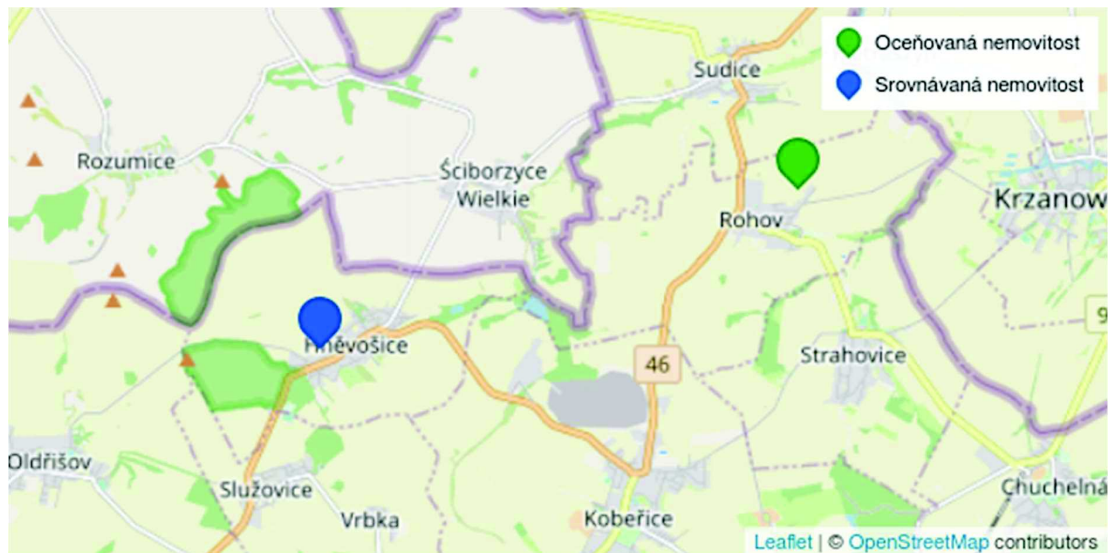 Oceňovaná nemovitost
Srovnávaná nemovitost
Sudice
Rozumice
Ściborzyce
Wielkie
Krzanow
Rohov
9
Hněvošice
Strahovice
46
Oldřišov
Služovice
Chuchelná
Vrbka
Kobeřice
Leaflet | © OpenStreetMap contributors